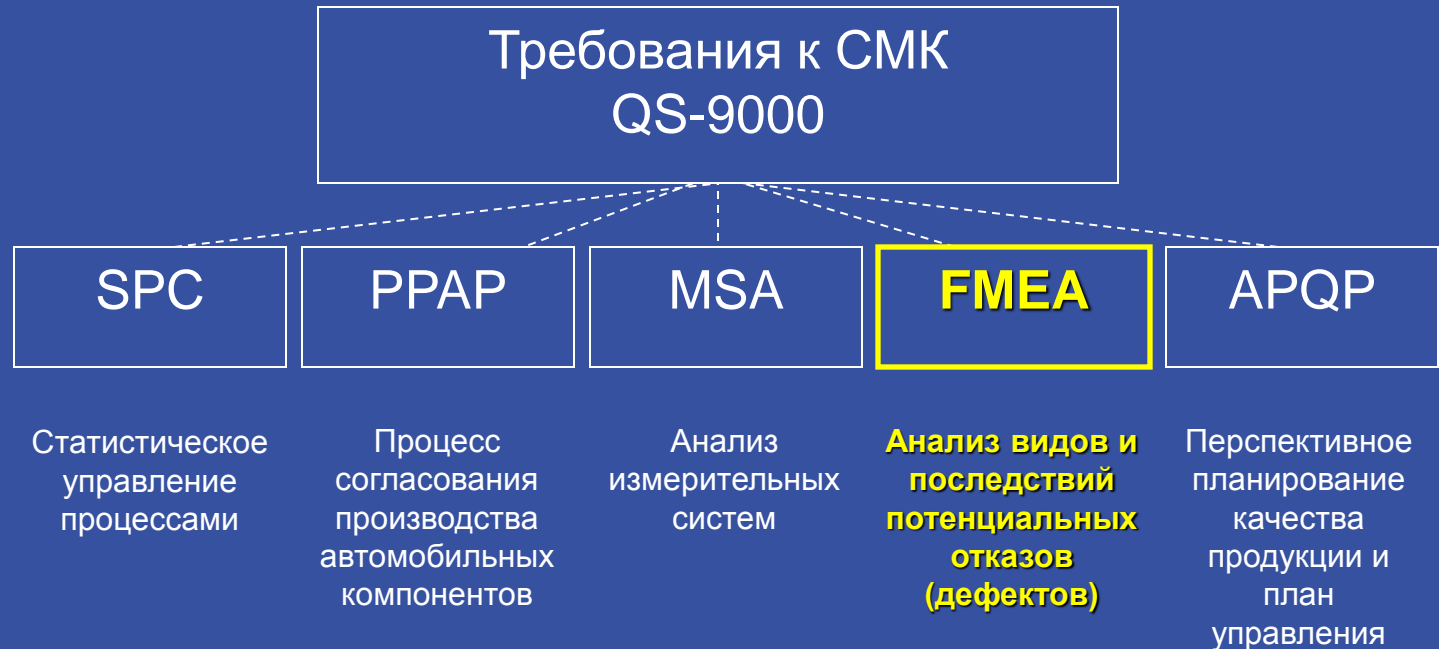 Требования к СМК
QS-9000
SPC
PPAP
MSA
FMEA
APQP
Статистическое
управление
процессами
Процесс
согласования
производства
автомобильных
компонентов
Анализ
измерительных
систем
Анализ видов и
последствий
потенциальных
отказов
(дефектов)
Перспективное
планирование
качества
продукции и
план
управления